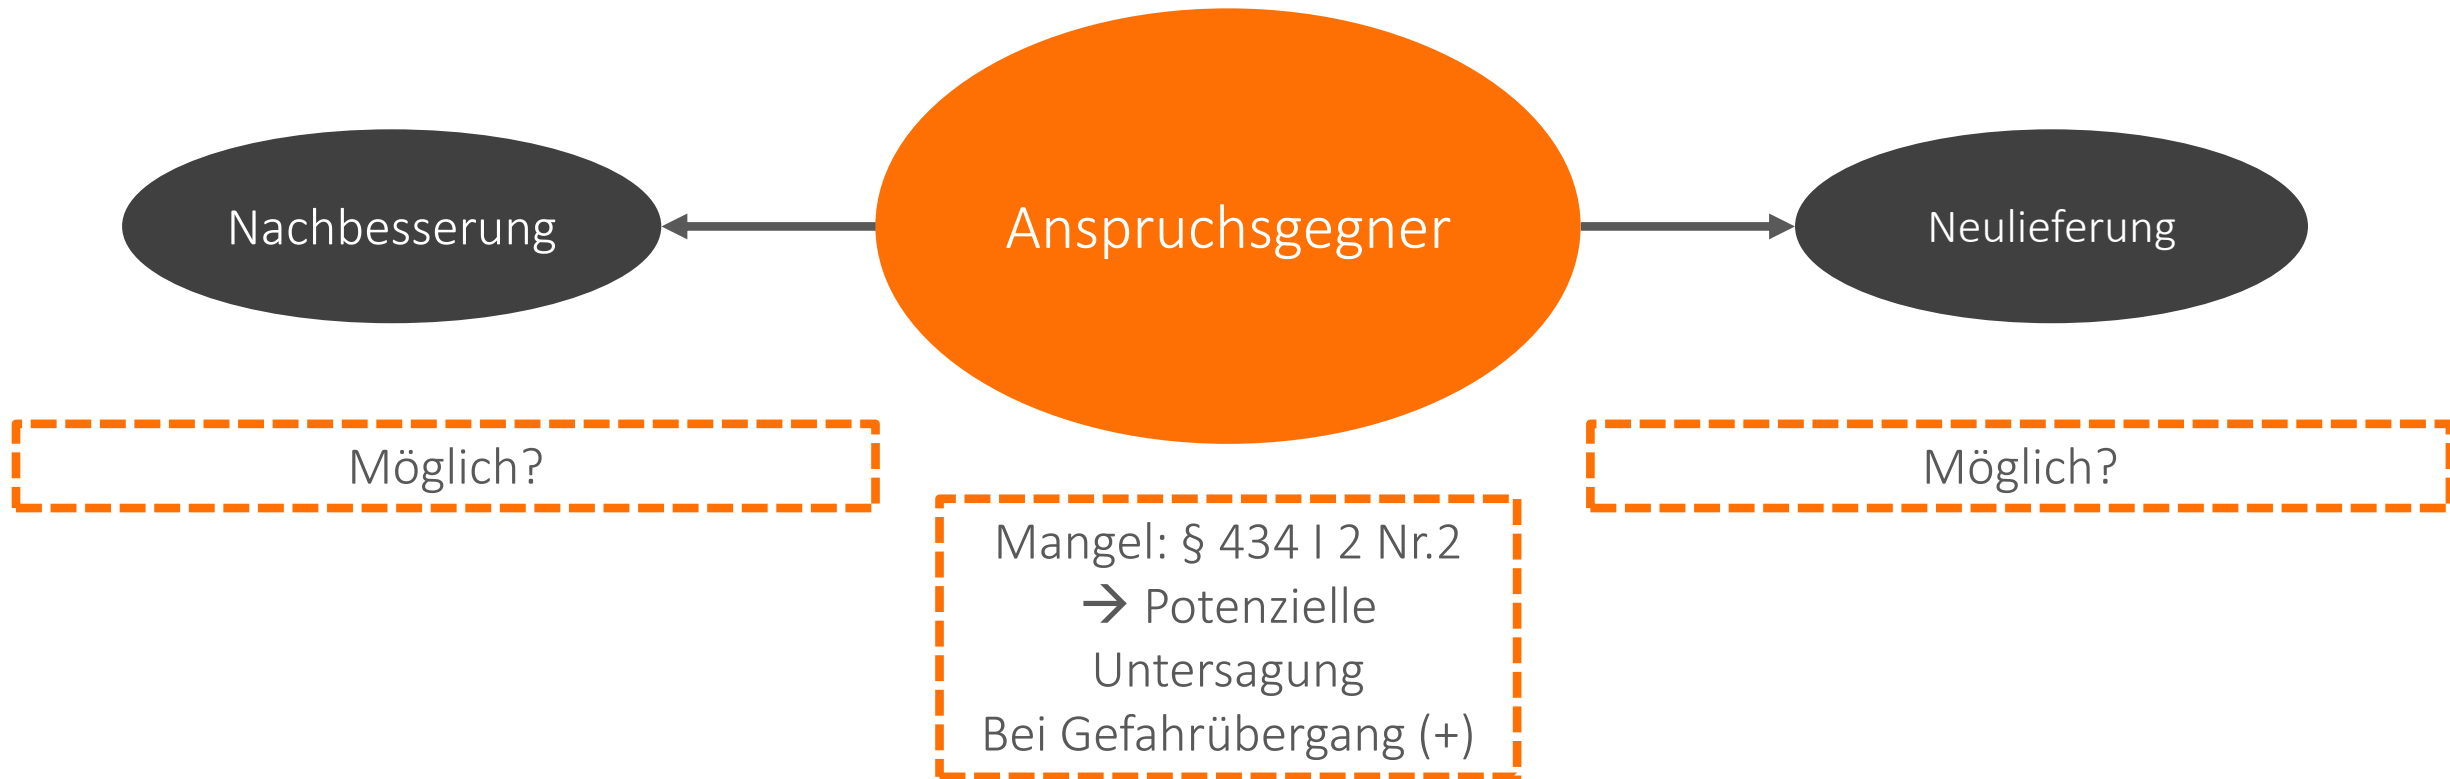 Nachbesserung
Anspruchsgegner
Neulieferung
Möglich?
Möglich?
Mangel: § 434 I 2 Nr.2
→ Potenzielle
Untersagung
Bei Gefahrübergang (+)